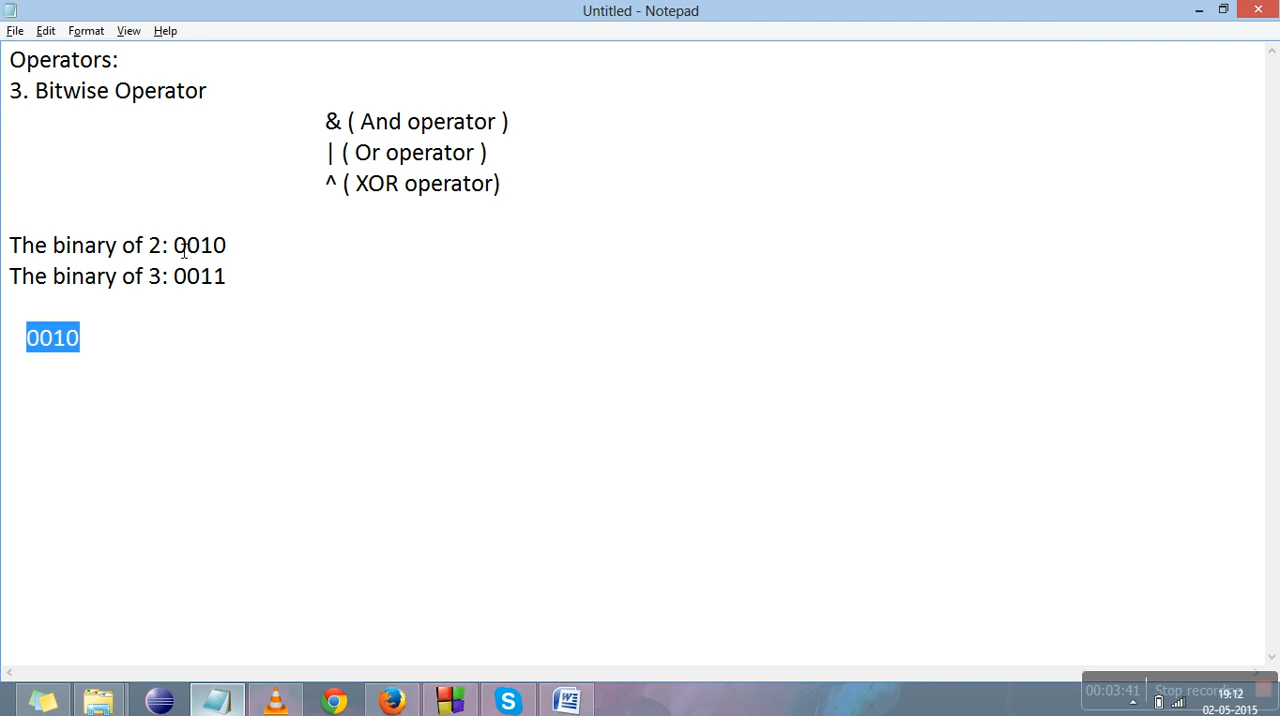 Untitled - Notepad
File Edit Format View Help
Operators:
3. Bitwise Operator
& ( And operator )
| ( Or operator )
^ ( XOR operator)
The binary of 2: 0010
The binary of 3: 0011
0010
00:03:41 Stop
19:12
02-05-2015